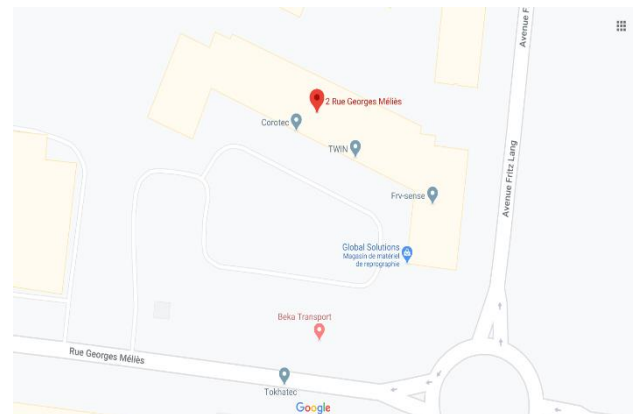 Avenue F
2 Rue Georges Méliès
Corotec
TWIN
Avenue Fritz Lang
Frv-sense
Global Solutions
Magasin de matériel
de reprographie
Beka Transport
Rue Georges Méliès
Tokhatec
Google